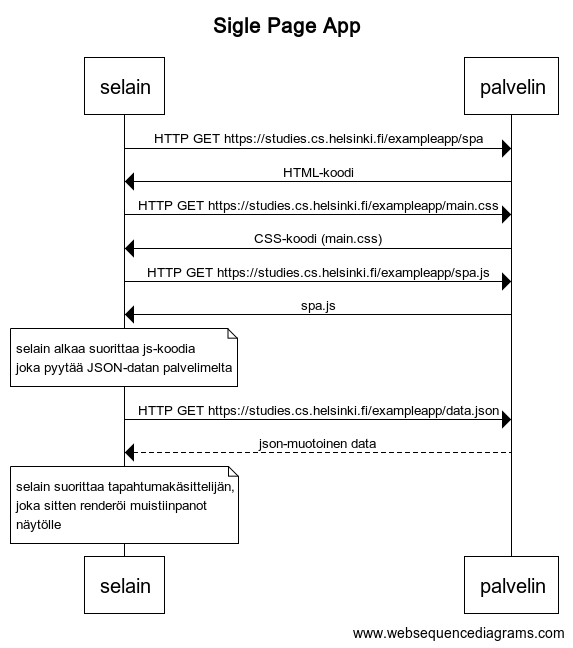 Sigle Page App
selain
palvelin
HTTP GET https://studies.cs.helsinki.fi/exampleapp/spa
HTML-koodi
HTTP GET https://studies.cs.helsinki.fi/exampleapp/main.css
CSS-koodi (main.css)
HTTP GET https://studies.cs.helsinki.fi/exampleapp/spa.js
spa.js
selain alkaa suorittaa js-koodia
joka pyytää JSON-datan palvelimelta
HTTP GET https://studies.cs.helsinki.fi/exampleapp/data.json
json-muotoinen data
selain suorittaa tapahtumakäsittelijän,
joka sitten renderöi muistiinpanot
näytölle
selain
palvelin
www.websequencediagrams.com